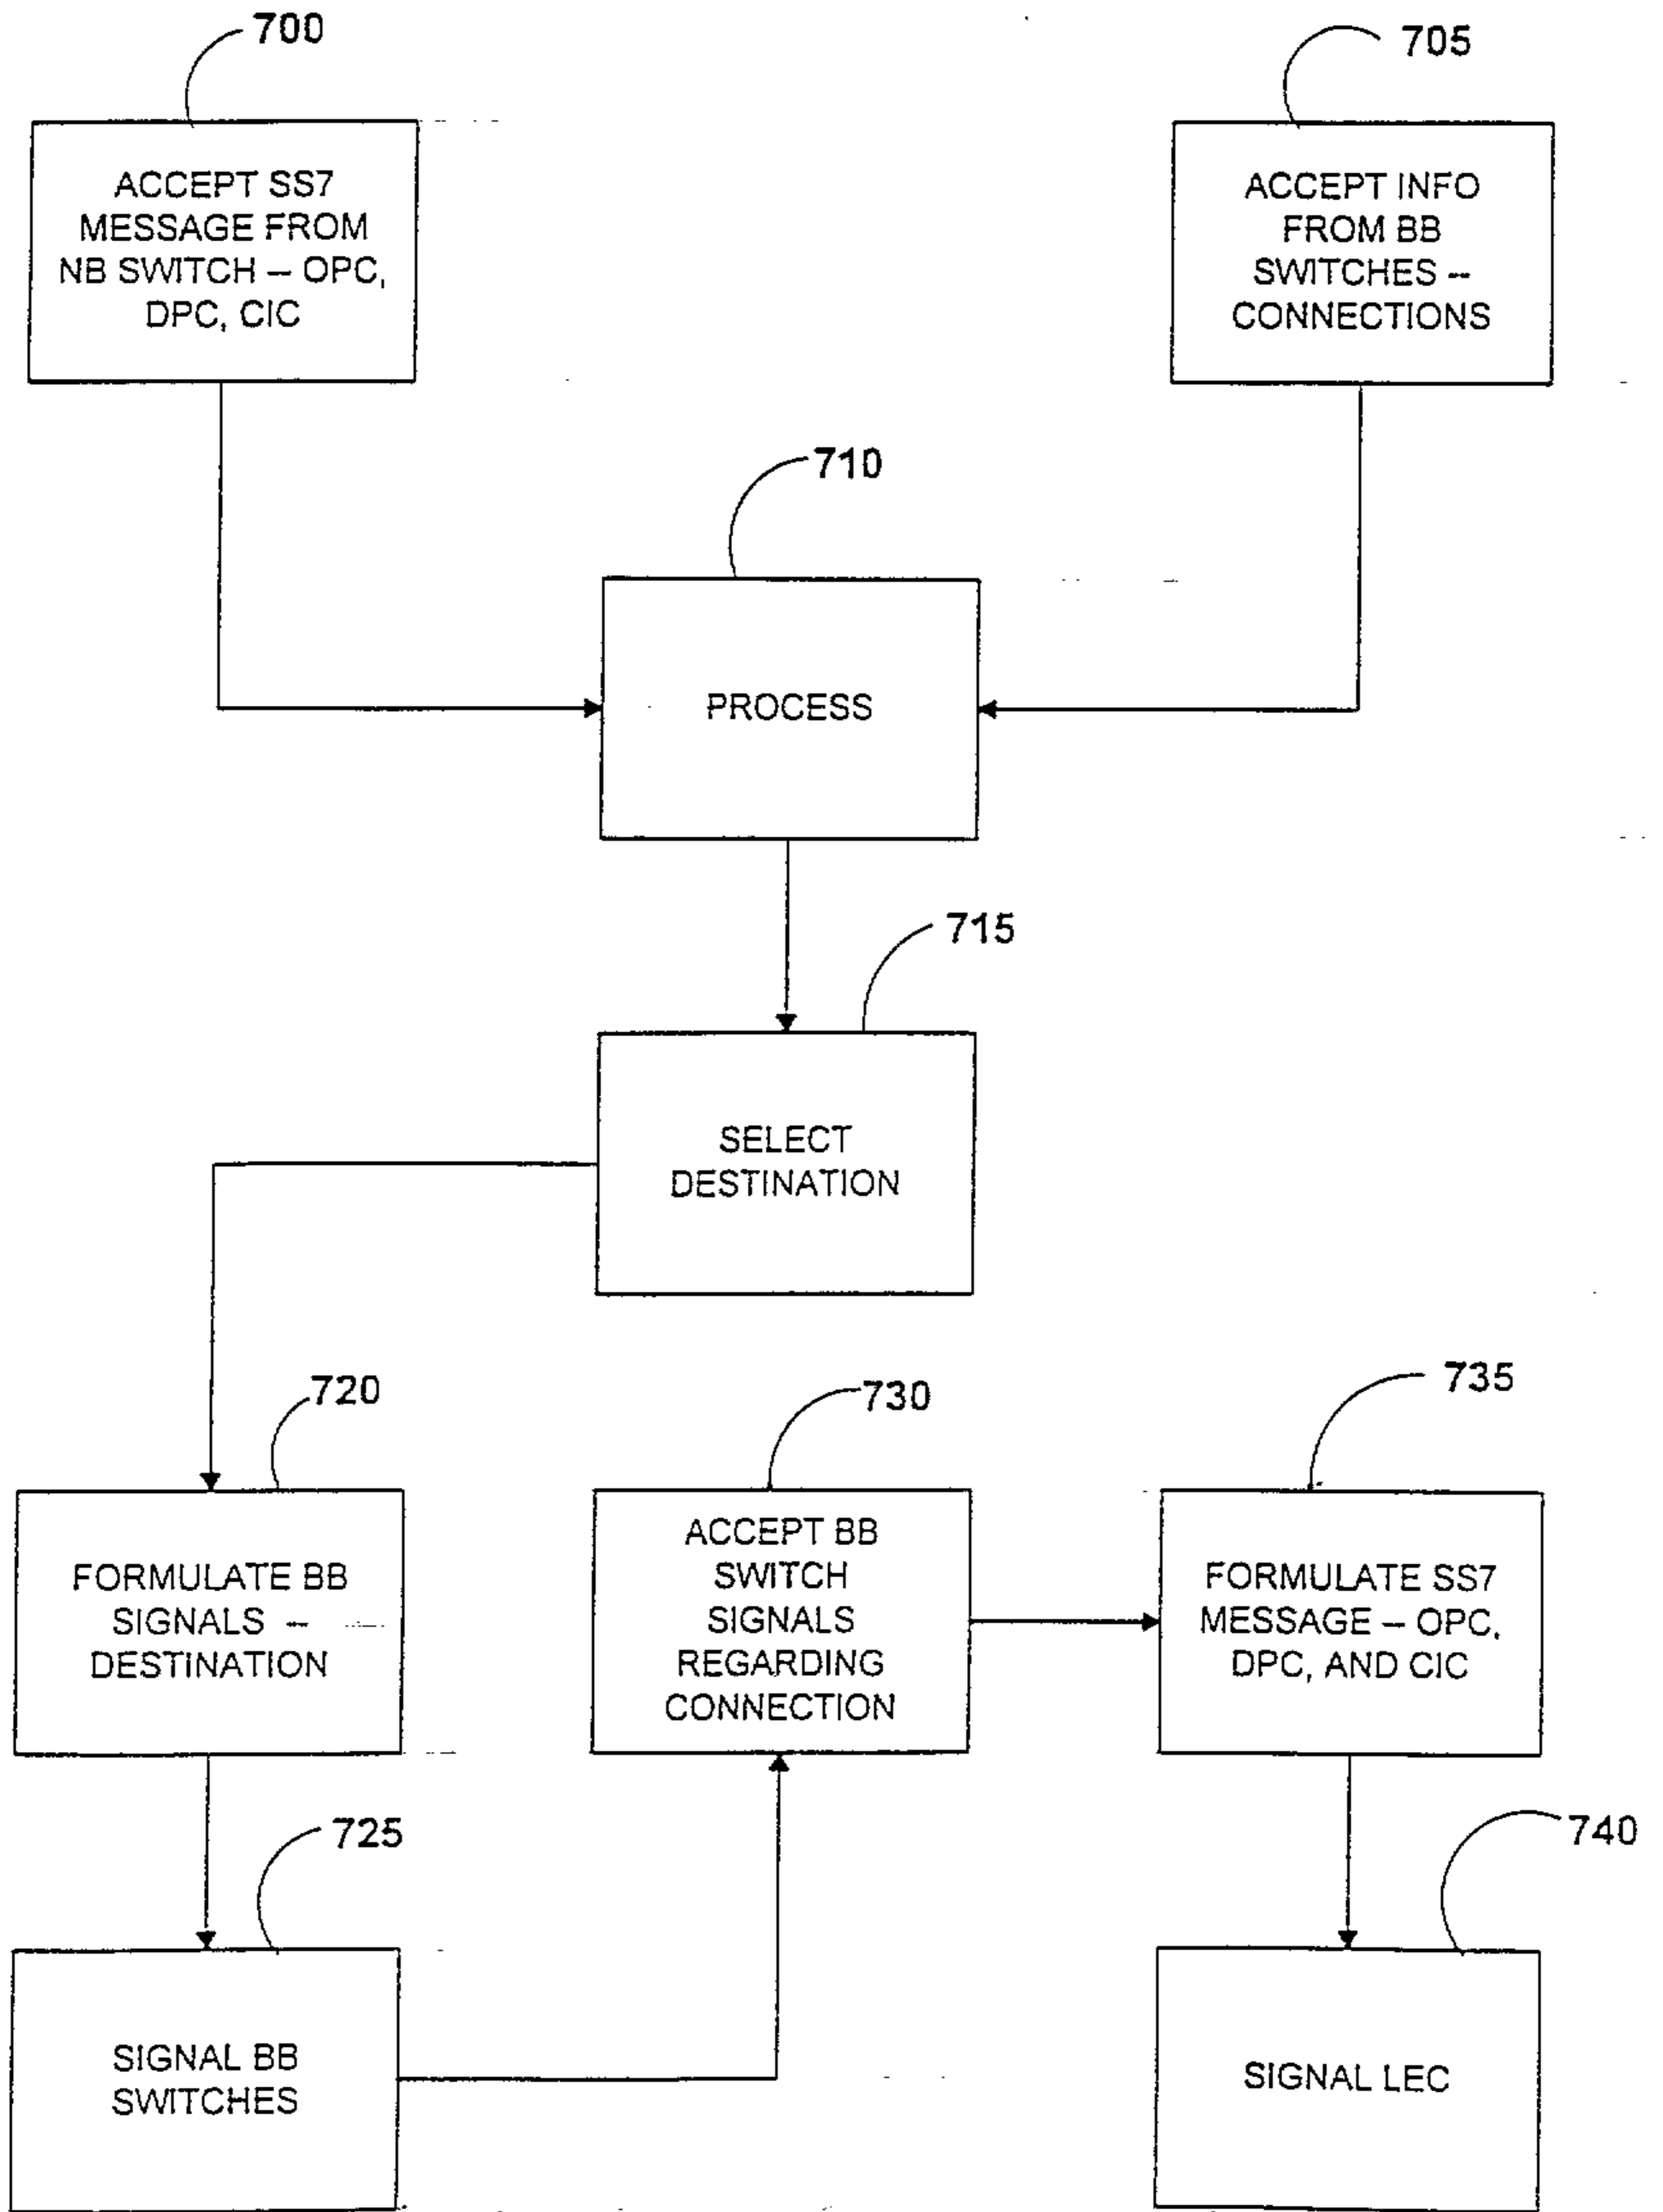 700
705
ACCEPT SS7
MESSAGE FROM
NB SWITCH – OPC,
DPC, CIC
ACCEPT INFO
FROM BB
SWITCHES --
CONNECTIONS
710
PROCESS
715
SELECT
DESTINATION
720
730
735
FORMULATE BB
SIGNALS –
DESTINATION
ACCEPT BB
SWITCH
SIGNALS
REGARDING
CONNECTION
FORMULATE SS7
MESSAGE – OPC,
DPC, AND CIC
725
740
SIGNAL BB
SWITCHES
SIGNAL LEC